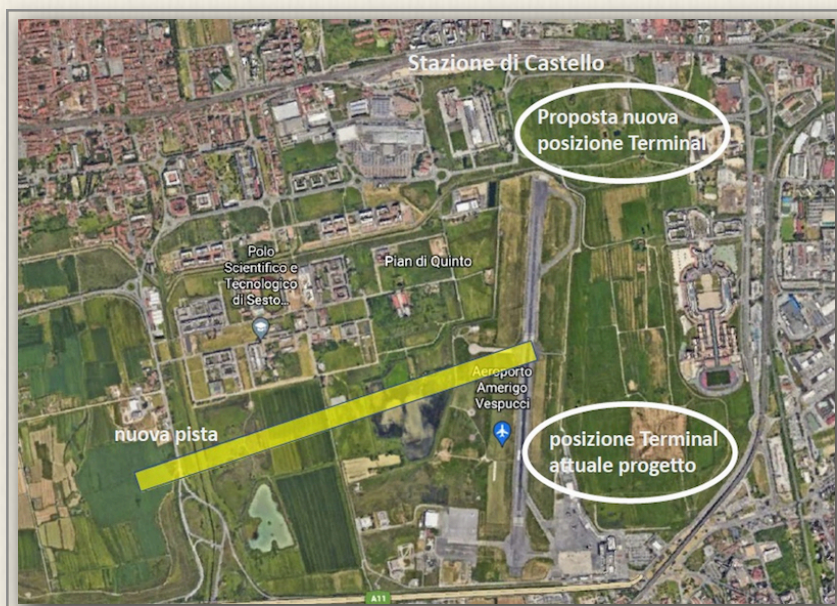 Stazione di Castello
Proposta nuova
posizione Terminal
Polo
Scientifico e
Tecnologico
di Sesto...
Pian di Quinto
Aeroporto
Amerigo
Vespucci
nuova pista
posizione Terminal
attuale progetto
A11